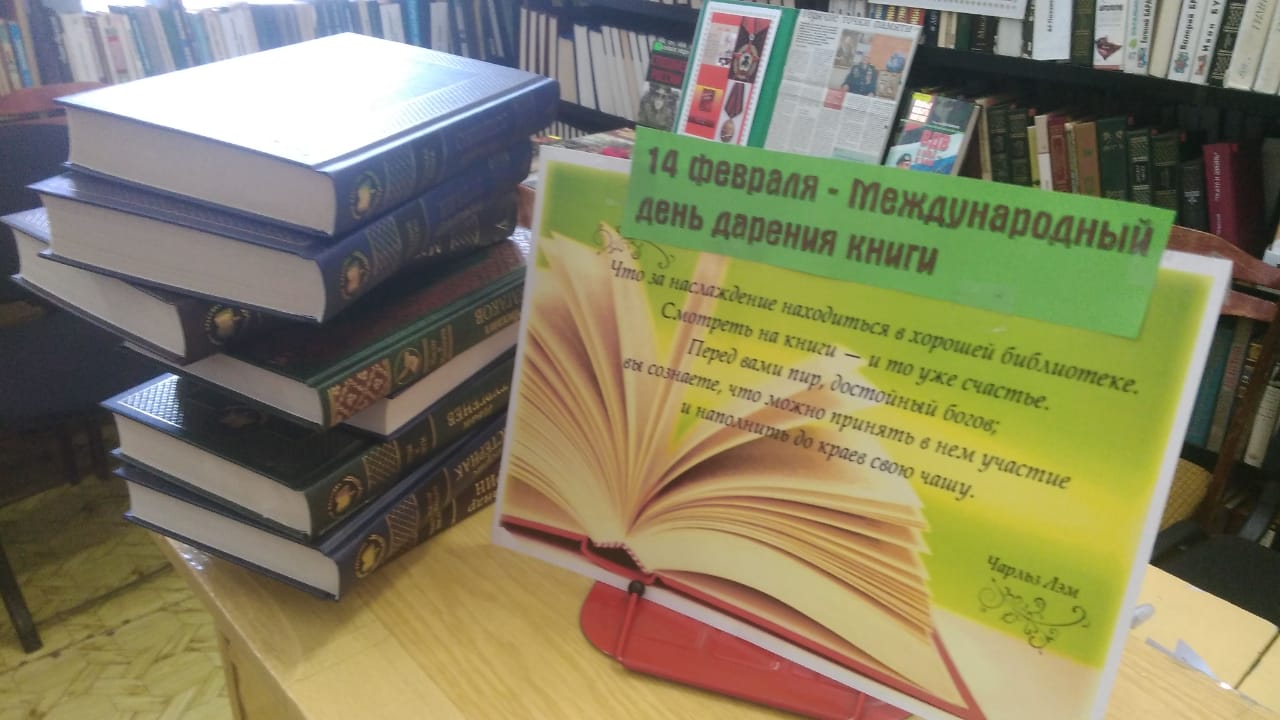 14 февраля - Международный
день дарения книги
Что за наслаждение находиться в хорошей библиотеке.
Смотреть на книги — и то уже счастье.
Перед вами пир, достойный богов;
вы сознаете, что можно принять в нем участие
и наполнить до краев свою чашу.
Чарльз Лэм